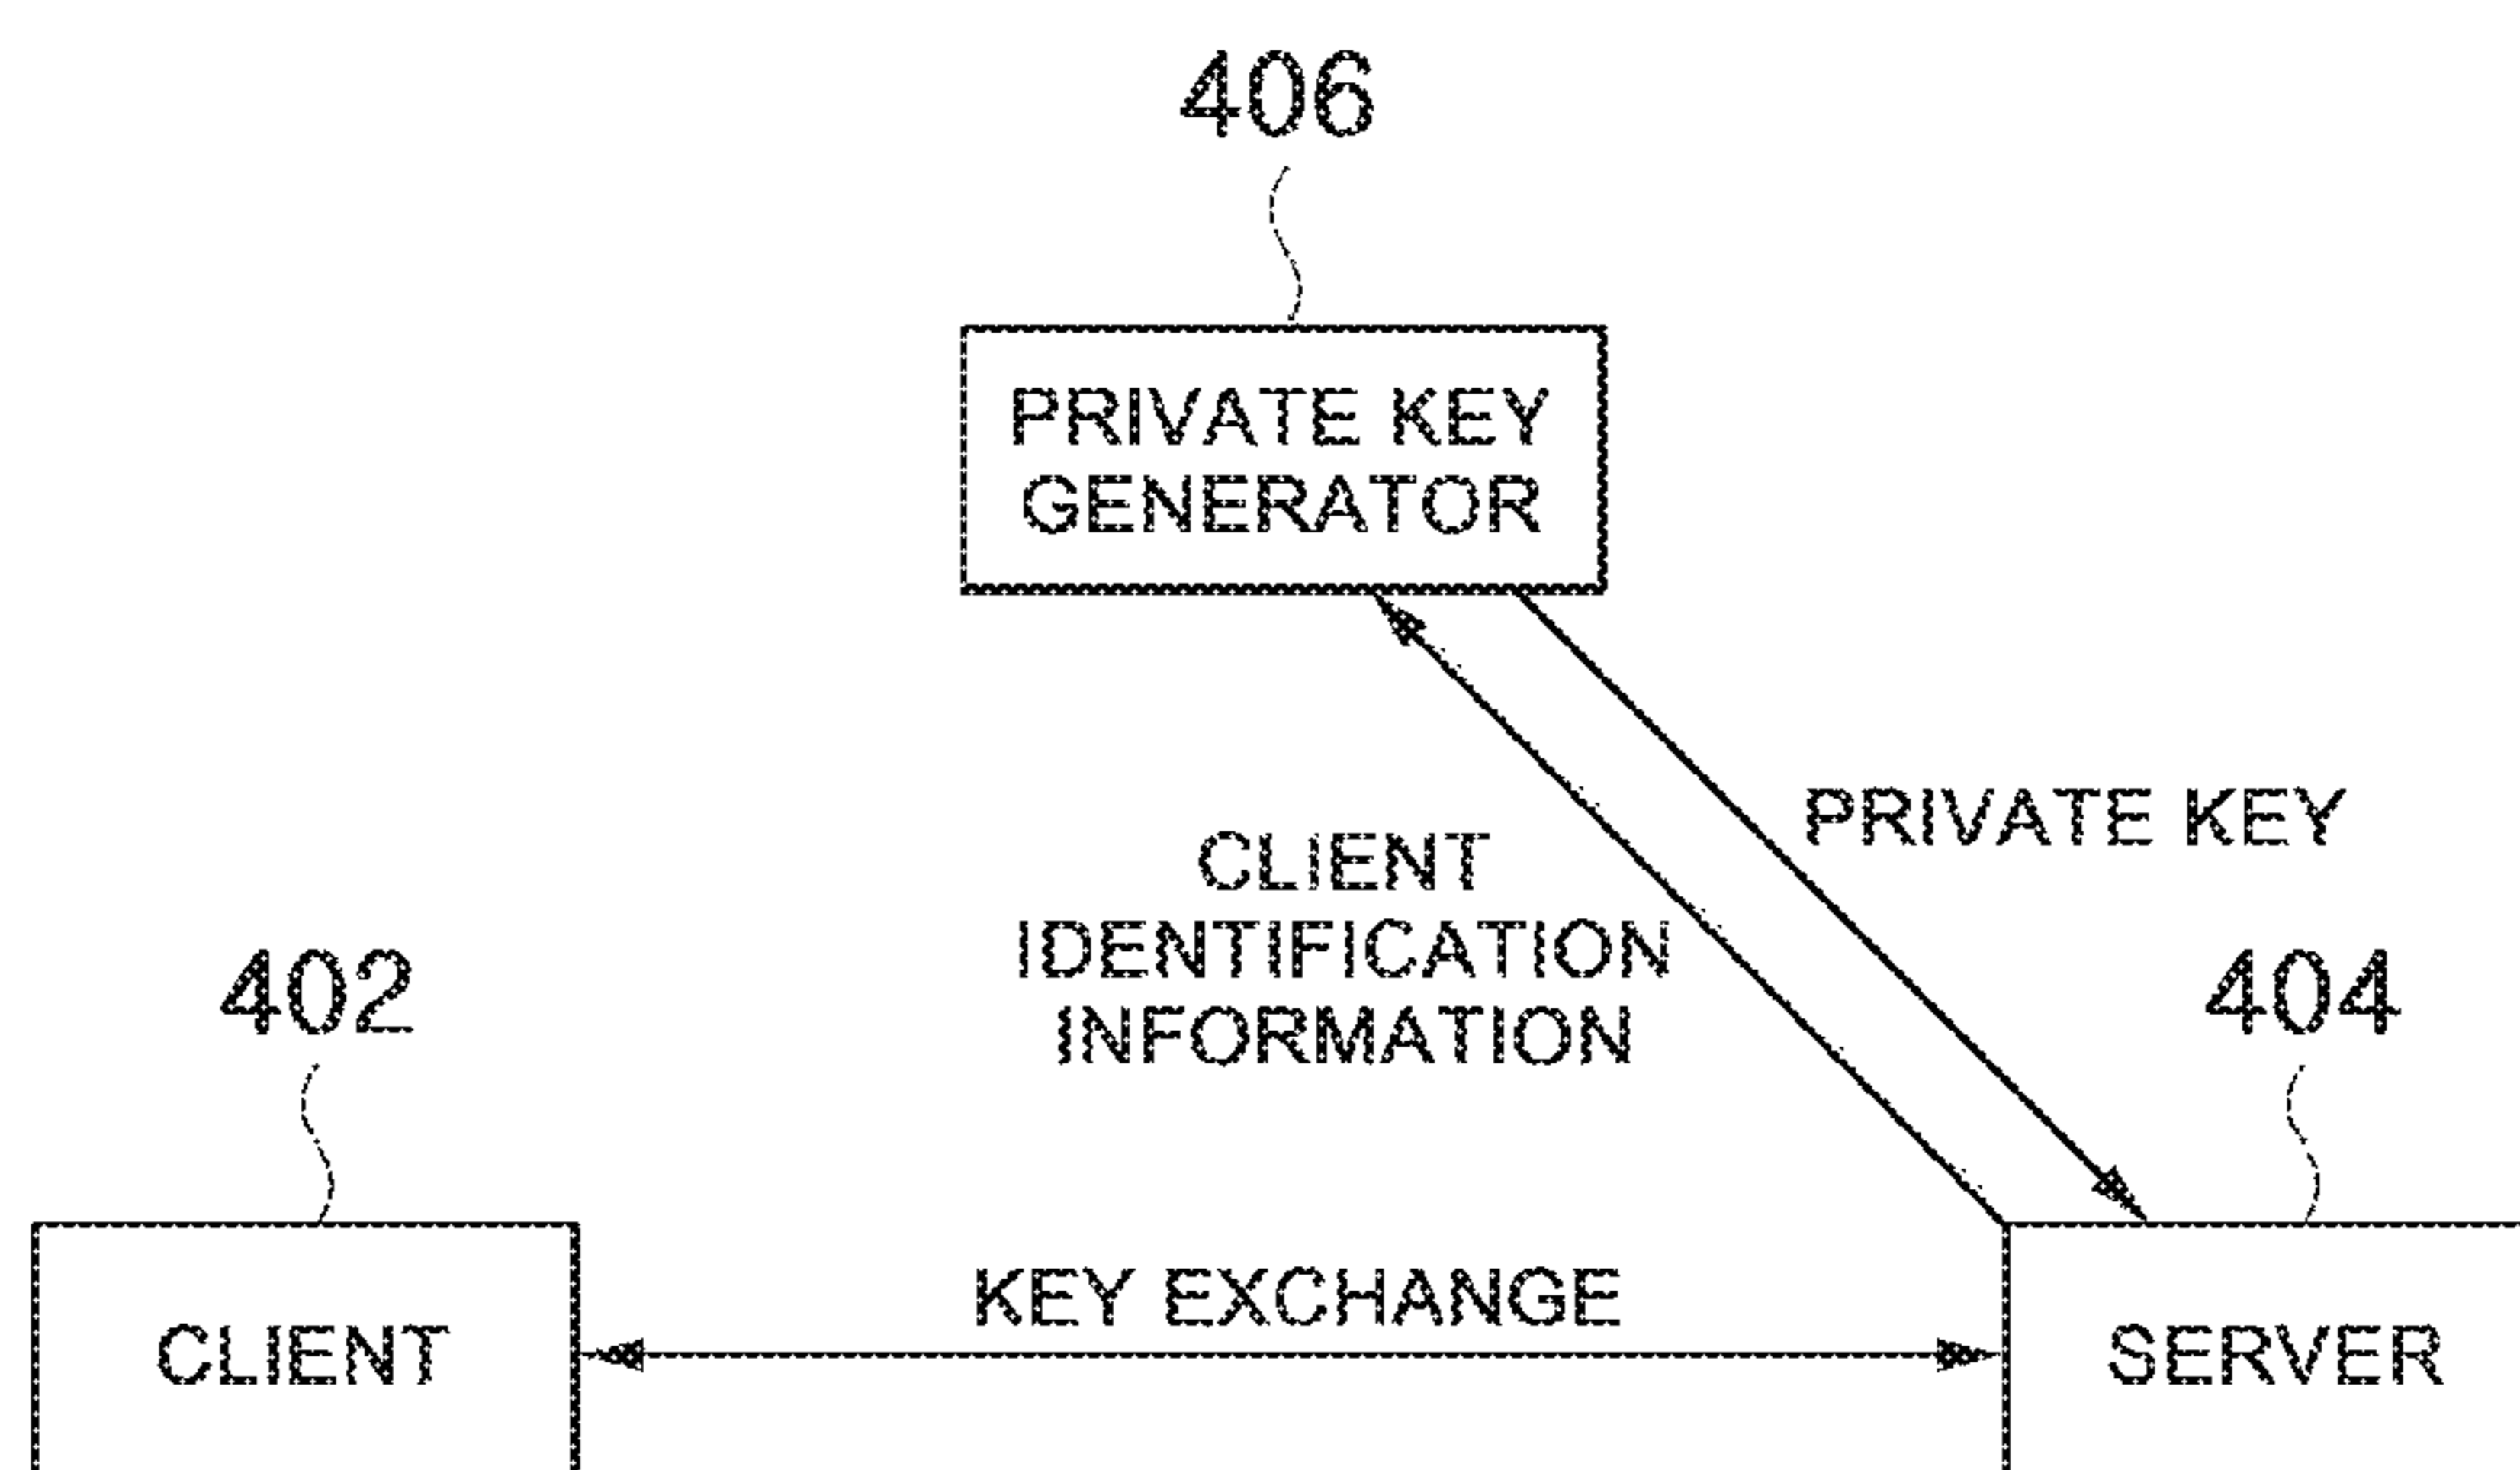 406
PRIVATE KEY
GENERATOR
PRIVATE KEY
CLIENT
IDENTIFICATION
INFORMATION
402
404
KEY EXCHANGE
CLIENT
SERVER